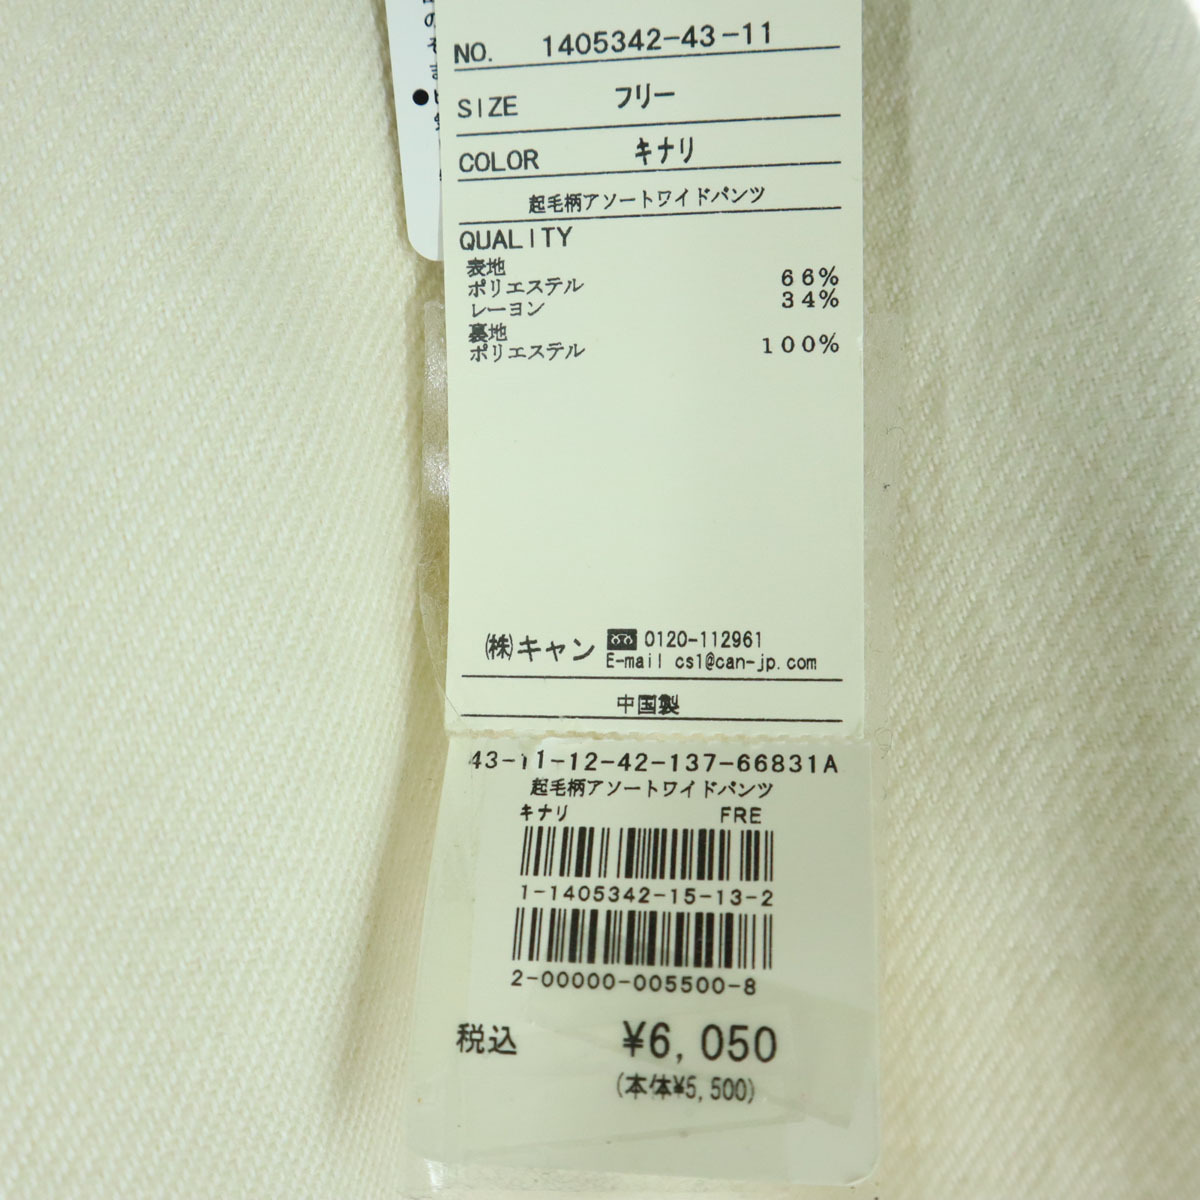 の
そ
ま
●
NO. 1405342-43-11
SIZE フリー
COLOR キナリ
起毛柄アソートワイドパンツ
QUALITY
表地
ポリエステル 66%
レーヨン 34%
裏地
ポリエステル 100%
㈱キャン 0120-112961
E-mail cs1@can-jp.com
中国製
43-11-12-42-137-66831A
起毛柄アソートワイドパンツ
キナリ FRE
1-1405342-15-13-2
2-00000-005500-8
税込 ¥6,050
(本体¥5,500)